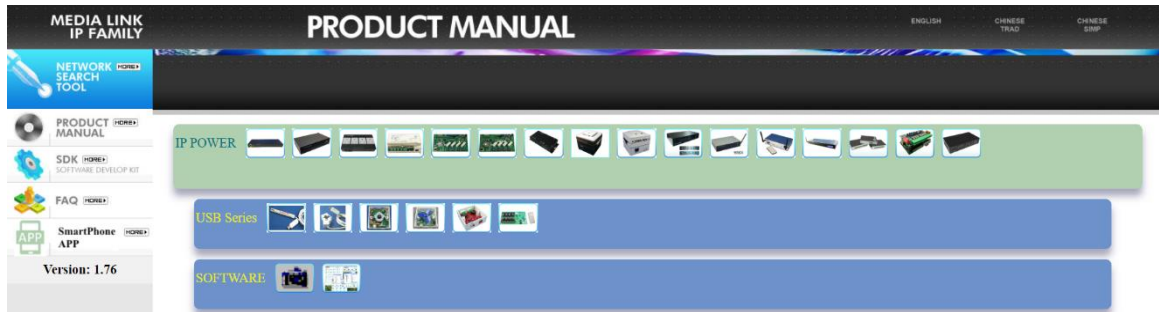 MEDIA LINK
IP FAMILY
PRODUCT MANUAL
ENGLISH
CHINESE
TRAD
CHINESE
SIMP
NETWORK MORE
SEARCH
TOOL
PRODUCT MORE
MANUAL
SDK MORE
SOFTWARE DEVELOP KIT
FAQ MORE
APP
SmartPhone MORE
APP
Version: 1.76
IP POWER
USB Series
SOFTWARE